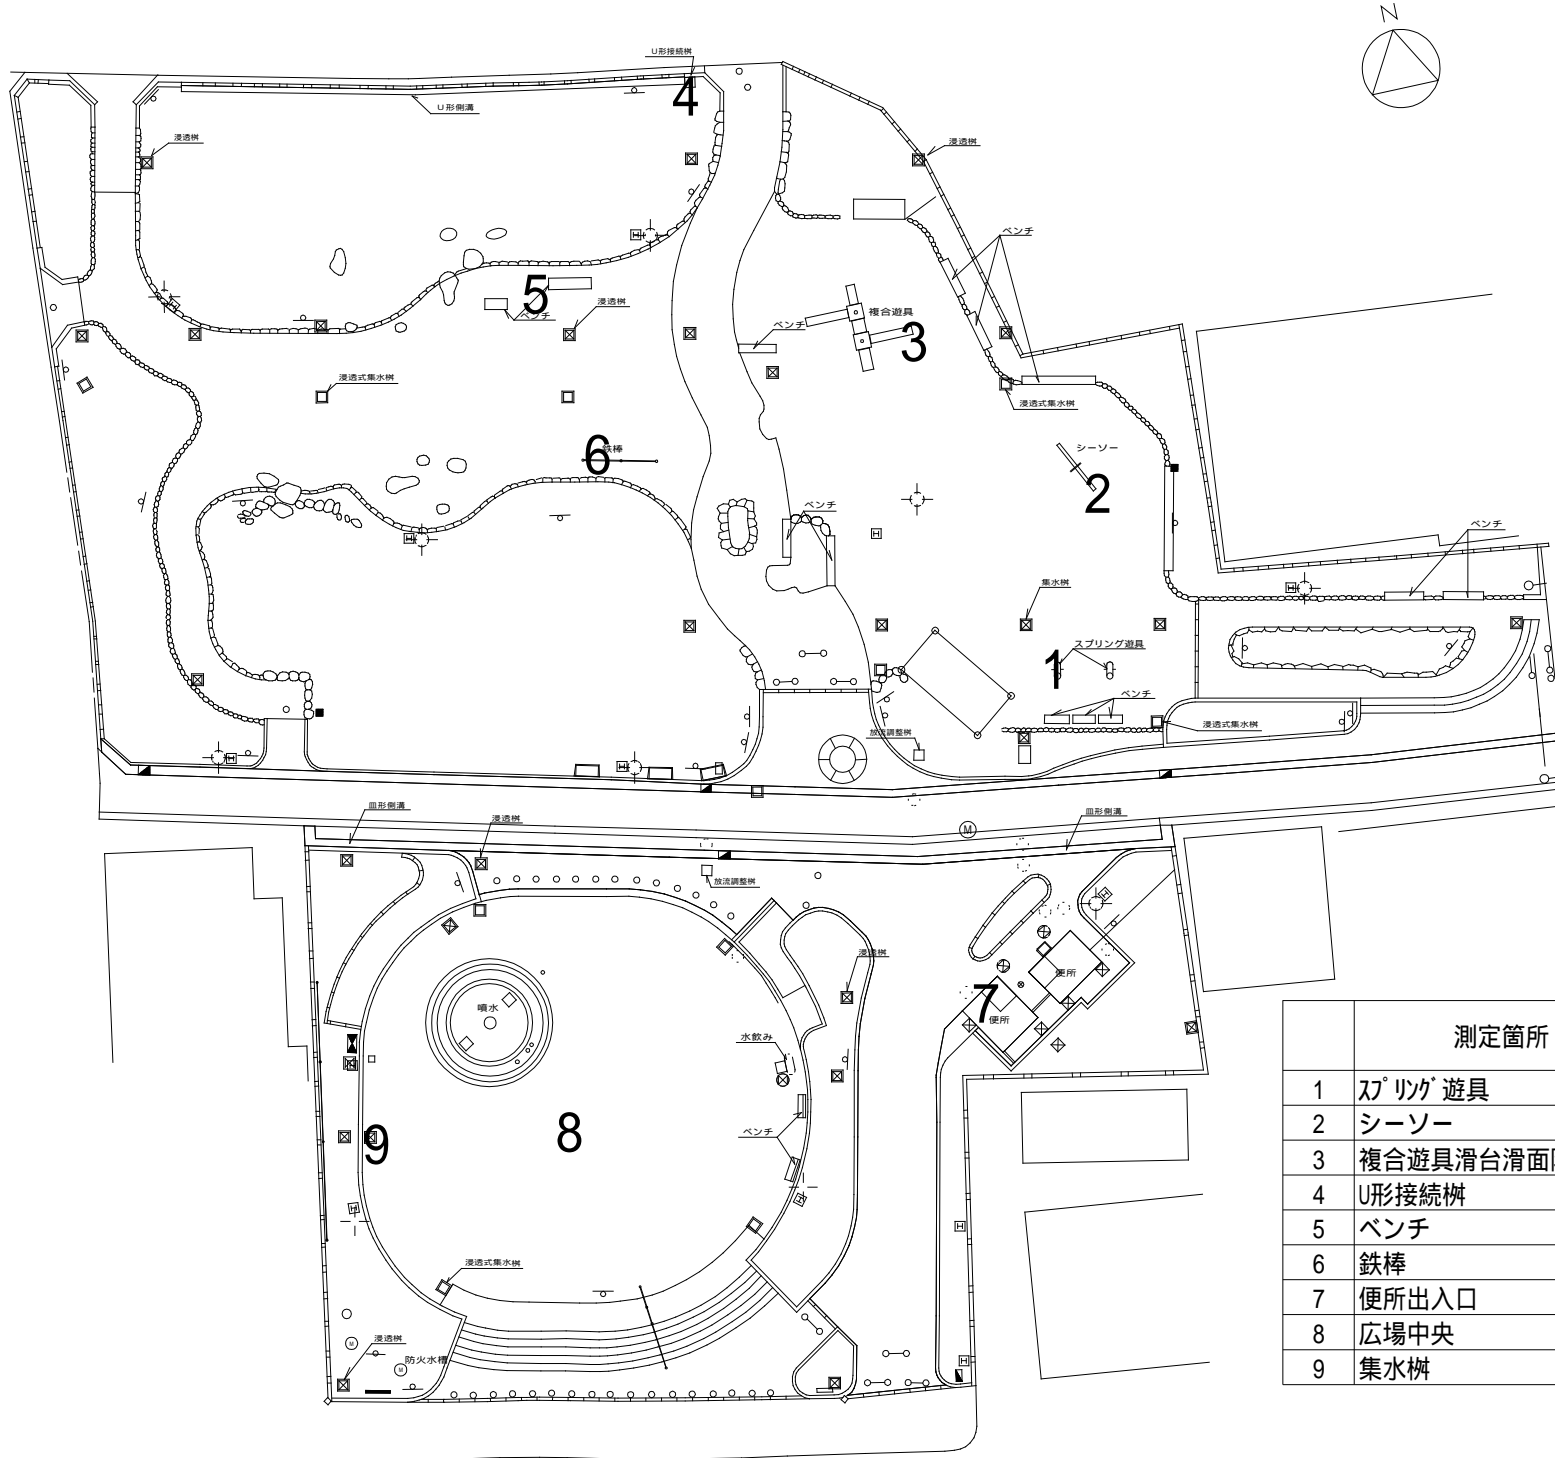 N
U形接続桝
4
U形側溝
浸透桝
浸透桝
ベンチ
5
ベンチ
浸透桝
ベンチ
複合遊具
3
浸透式集水桝
浸透式集水桝
6
鉄棒
シーソー
2
ベンチ
ベンチ
集水桝
スプリング遊具
1
ベンチ
浸透式集水桝
放流調整桝
皿形側溝
浸透桝
M
皿形側溝
放流調整桝
浸透桝
便所
7
便所
噴水
水飲み
8
9
ベンチ
浸透式集水桝
浸透桝
M
M
防火水槽
測定箇所
1 スプリング遊具
2 シーソー
3 複合遊具滑台滑面
4 U形接続桝
5 ベンチ
6 鉄棒
7 便所出入口
8 広場中央
9 集水桝